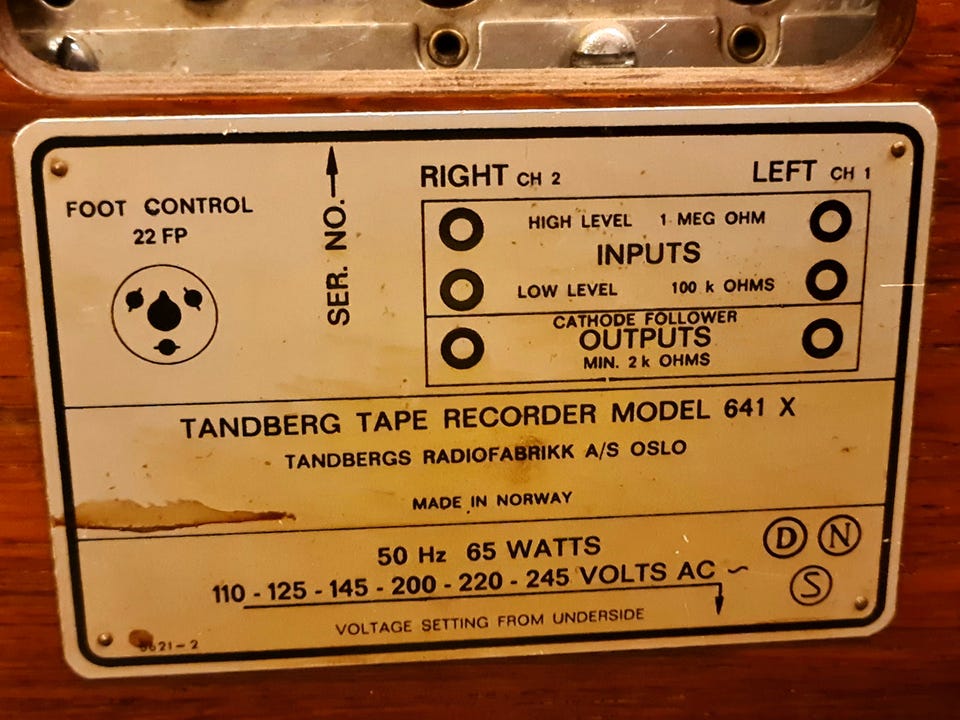 FOOT CONTROL
22 FP
SER. NO.
RIGHT CH 2
LEFT CH 1
HIGH LEVEL 1 MEG OHM
INPUTS
LOW LEVEL 100 k OHMS
CATHODE FOLLOWER
OUTPUTS
MIN. 2 k OHMS
TANDBERG TAPE RECORDER MODEL 641 X
TANDBERGS RADIOFABRIKK A/S OSLO
MADE IN NORWAY
50 Hz 65 WATTS
110 - 125 - 145 - 200 - 220 - 245 VOLTS AC ~
VOLTAGE SETTING FROM UNDERSIDE
D N
S